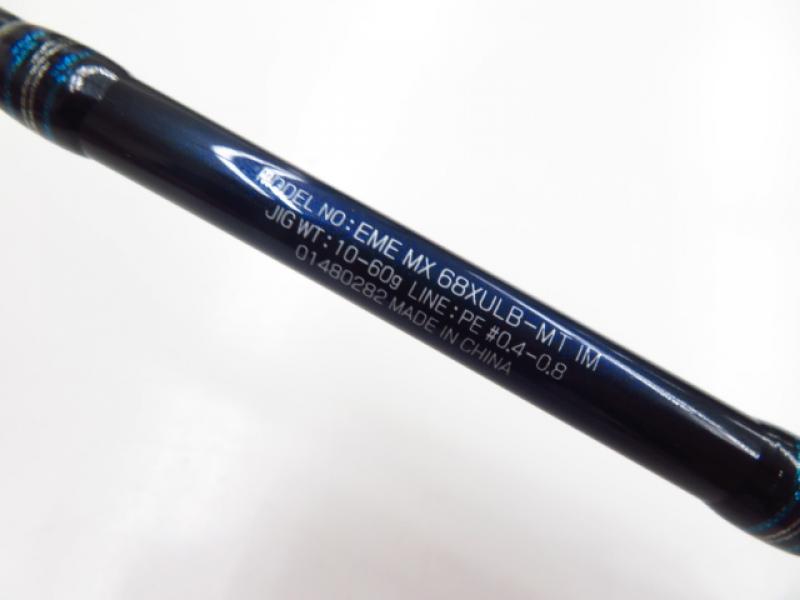 MODEL NO:EME MX 68XULB-MT IM
JIG WT:10-60g LINE:PE #0.4-0.8
01480282 MADE IN CHINA